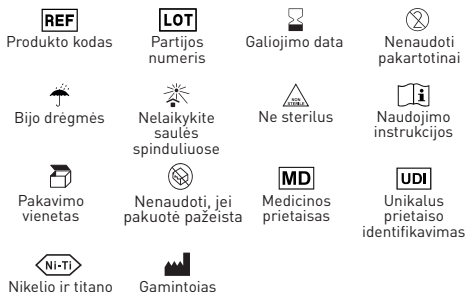 REF
LOT
Produkto kodas
Partijos
numeris
Galiojimo data
Nenaudoti
pakartotinai
NON
STERILE
Bijo drėgmės
Nelaikykite
saulės
spinduliuose
Ne sterilus
Naudojimo
instrukcijos
MD
UDI
Pakavimo
vienetas
Nenaudoti, jei
pakuotė pažeista
Medicinos
prietaisas
Unikalus
prietaiso
identifikavimas
Ni-Ti
Nikelio ir titano
Gamintojas